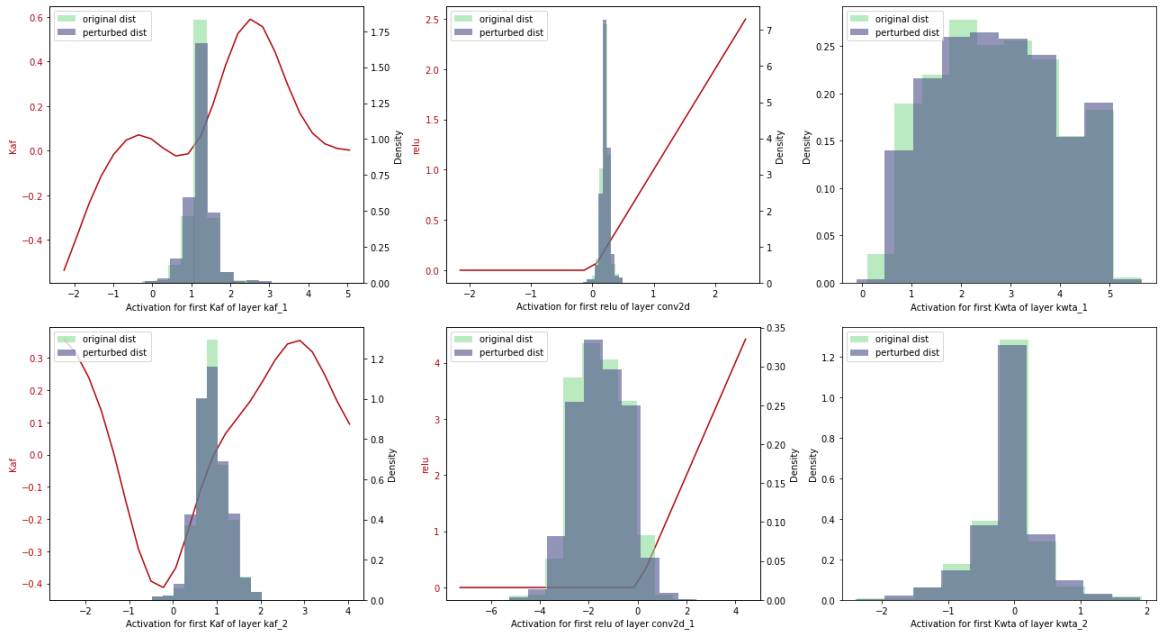 original dist
perturbed dist
0.6
0.4
0.2
0.0
−0.2
−0.4
Kaf
1.75
1.50
1.25
1.00
0.75
0.50
0.25
0.00
Density
−2 −1 0 1 2 3 4 5
Activation for first Kaf of layer kaf_1
original dist
perturbed dist
2.5
2.0
1.5
1.0
0.5
0.0
relu
7
6
5
4
3
2
1
0
Density
−2 −1 0 1 2
Activation for first relu of layer conv2d
original dist
perturbed dist
0.25
0.20
0.15
0.10
0.05
0.00
Density
0 1 2 3 4 5
Activation for first Kwta of layer kwta_1
original dist
perturbed dist
0.3
0.2
0.1
0.0
−0.1
−0.2
−0.3
−0.4
Kaf
1.2
1.0
0.8
0.6
0.4
0.2
0.0
Density
−2 −1 0 1 2 3 4
Activation for first Kaf of layer kaf_2
original dist
perturbed dist
4
3
2
1
0
relu
0.35
0.30
0.25
0.20
0.15
0.10
0.05
0.00
Density
−6 −4 −2 0 2 4
Activation for first relu of layer conv2d_1
original dist
perturbed dist
1.2
1.0
0.8
0.6
0.4
0.2
0.0
Density
−2 −1 0 1 2
Activation for first Kwta of layer kwta_2